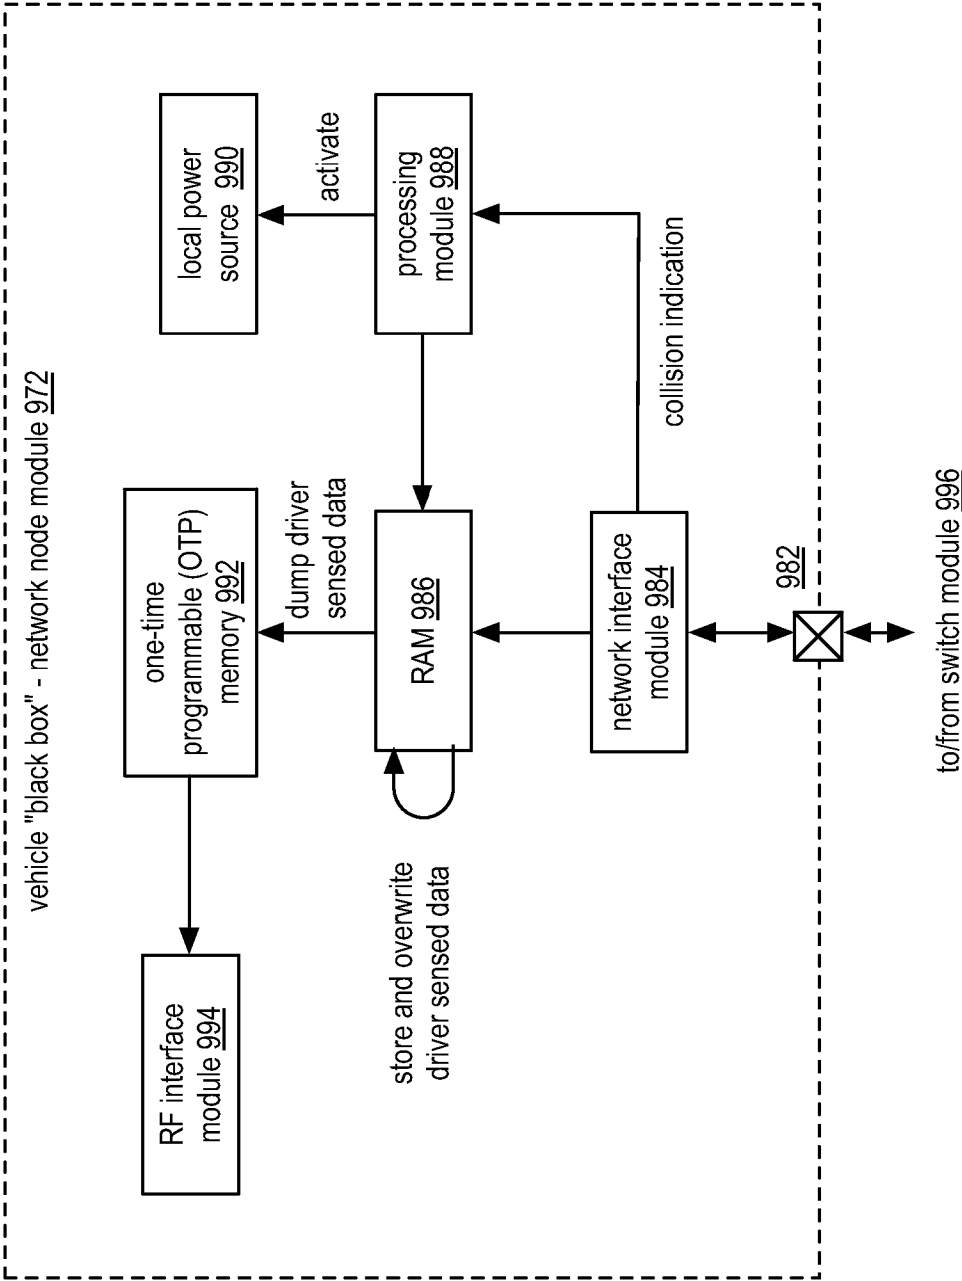 vehicle "black box" - network node module 972
RF interface
module 994
one-time
programmable (OTP)
memory 992
local power
source 990
dump driver
sensed data
activate
store and overwrite
driver sensed data
RAM 986
processing
module 988
network interface
module 984
collision indication
982
to/from switch module 996